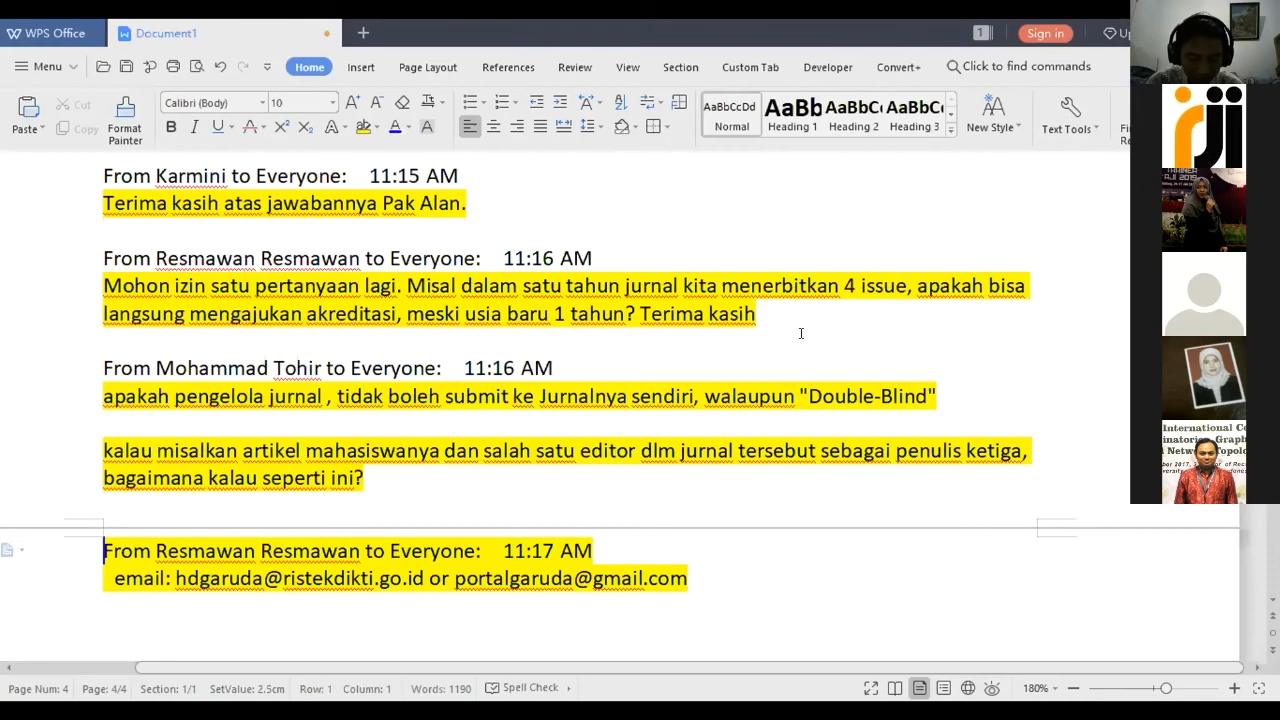 WPS Office
Document1
1
Sign in
Menu
Home
Insert
Page Layout
References
Review
View
Section
Custom Tab
Developer
Convert+
Click to find commands
Paste
Cut
Copy
Format
Painter
Calibri (Body)
10
AaBbCcDd
Normal
AaBb
Heading 1
AaBbC
Heading 2
AaBbC
Heading 3
New Style
Text Tools
From Karmini to Everyone: 11:15 AM
Terima kasih atas jawabannya Pak Alan.
From Resmawan Resmawan to Everyone: 11:16 AM
Mohon izin satu pertanyaan lagi. Misal dalam satu tahun jurnal kita menerbitkan 4 issue, apakah bisa
langsung mengajukan akreditasi, meski usia baru 1 tahun? Terima kasih
From Mohammad Tohir to Everyone: 11:16 AM
apakah pengelola jurnal , tidak boleh submit ke Jurnalnya sendiri, walaupun "Double-Blind"
kalau misalkan artikel mahasiswanya dan salah satu editor dlm jurnal tersebut sebagai penulis ketiga,
bagaimana kalau seperti ini?
From Resmawan Resmawan to Everyone: 11:17 AM
email: hdgaruda@ristekdikti.go.id or portalgaruda@gmail.com
Page Num: 4
Page: 4/4
Section: 1/1
SetValue: 2.5cm
Row: 1
Column: 1
Words: 1190
Spell Check
180%
rji
International Co
Network Topolo